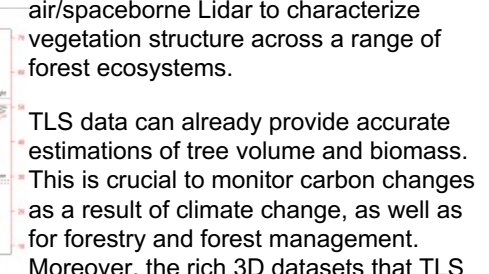 air/spaceborne Lidar to characterize
vegetation structure across a range of
forest ecosystems.
TLS data can already provide accurate
estimations of tree volume and biomass.
This is crucial to monitor carbon changes
as a result of climate change, as well as
for forestry and forest management.
Moreover, the rich 3D datasets that TLS